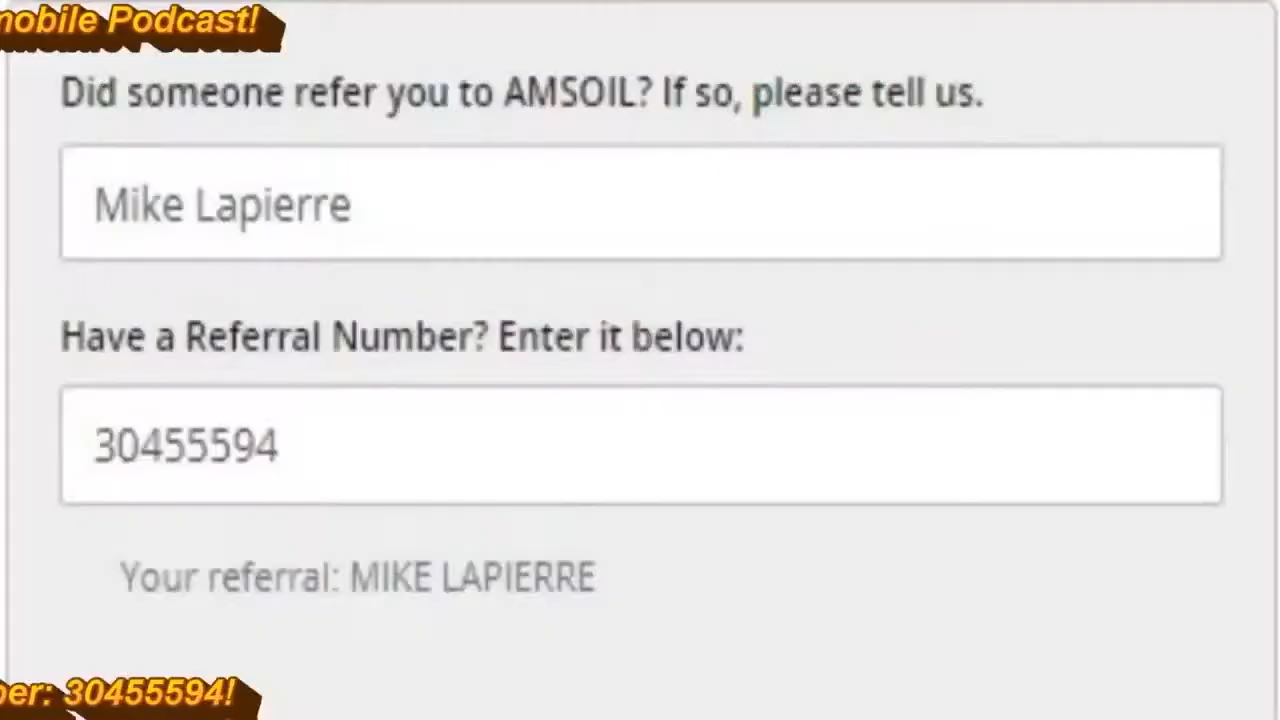 mobile Podcast!
Did someone refer you to AMSOIL? If so, please tell us.
Mike Lapierre
Have a Referral Number? Enter it below:
30455594
Your referral: MIKE LAPIERRE
ber: 30455594!